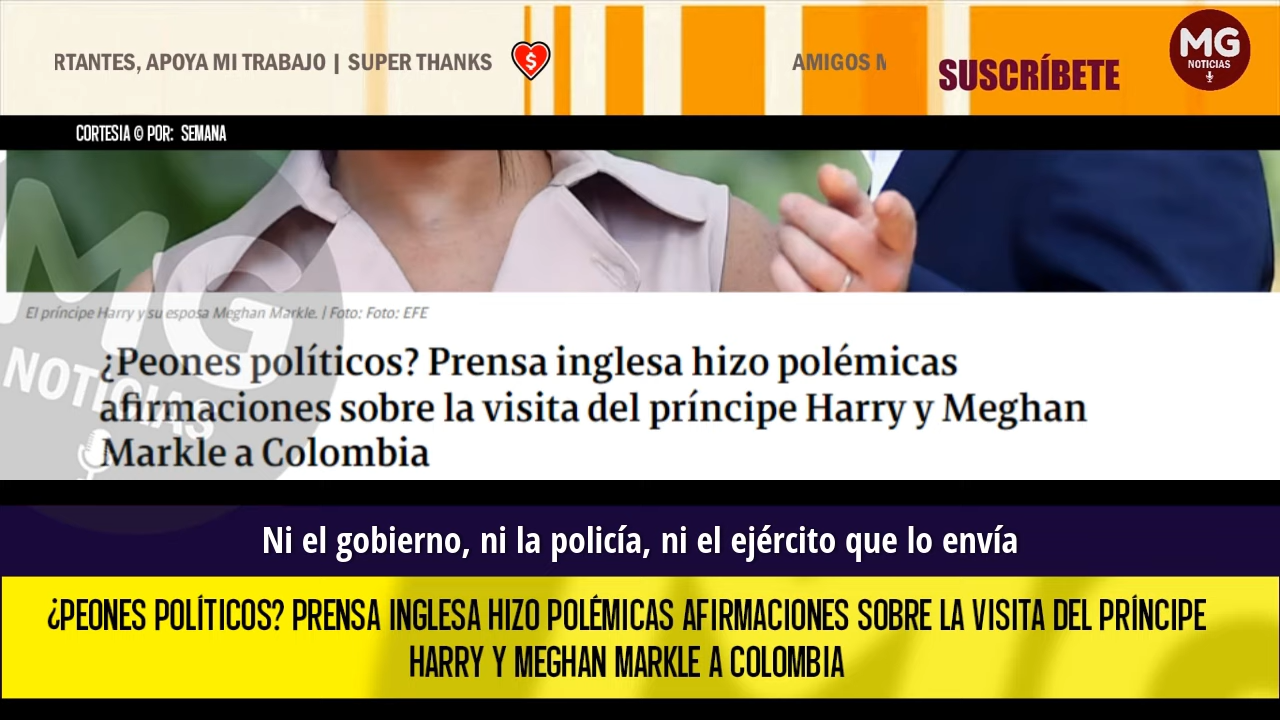 RTANTES, APOYA MI TRABAJO | SUPER THANKS
AMIGOS
SUSCRÍBETE
MG
NOTICIAS
CORTESIA © POR: SEMANA
MG
NOTICIAS
El príncipe Harry y su esposa Meghan Markle. | Foto: Foto: EFE
¿Peones políticos? Prensa inglesa hizo polémicas
afirmaciones sobre la visita del príncipe Harry y Meghan
Markle a Colombia
Ni el gobierno, ni la policía, ni el ejército que lo envía
¿PEONES POLÍTICOS? PRENSA INGLESA HIZO POLÉMICAS AFIRMACIONES SOBRE LA VISITA DEL PRÍNCIPE
HARRY Y MEGHAN MARKLE A COLOMBIA